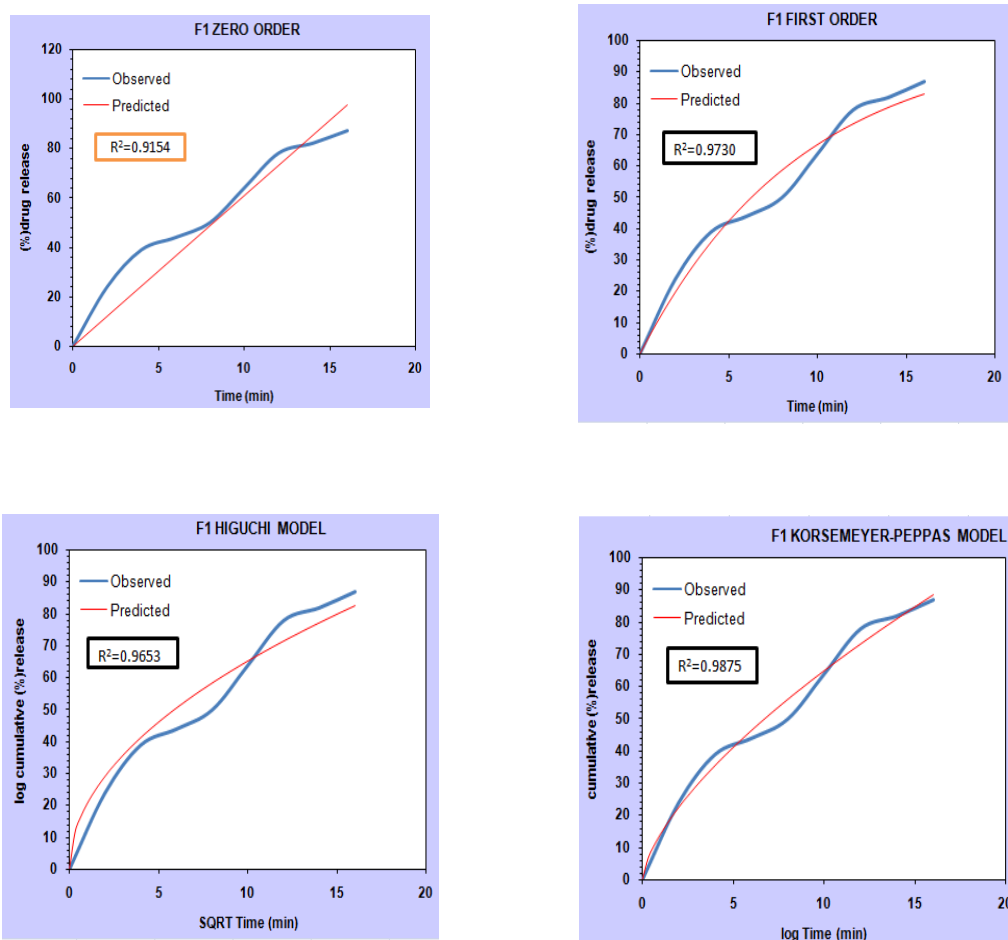 F1 ZERO ORDER
120
100
80
60
40
20
0
(%)drug release
Observed
Predicted
R²=0.9154
0 5 10 15 20
Time (min)
F1 FIRST ORDER
100
90
80
70
60
50
40
30
20
10
0
(%)drug release
Observed
Predicted
R²=0.9730
0 5 10 15 20
Time (min)
F1 HIGUCHI MODEL
100
90
80
70
60
50
40
30
20
10
0
log cumulative (%)release
Observed
Predicted
R²=0.9653
0 5 10 15 20
SQRT Time (min)
F1 KORSEMEYER-PEPPAS MODEL
100
90
80
70
60
50
40
30
20
10
0
cumulative (%)release
Observed
Predicted
R²=0.9875
0 5 10 15 20
log Time (min)